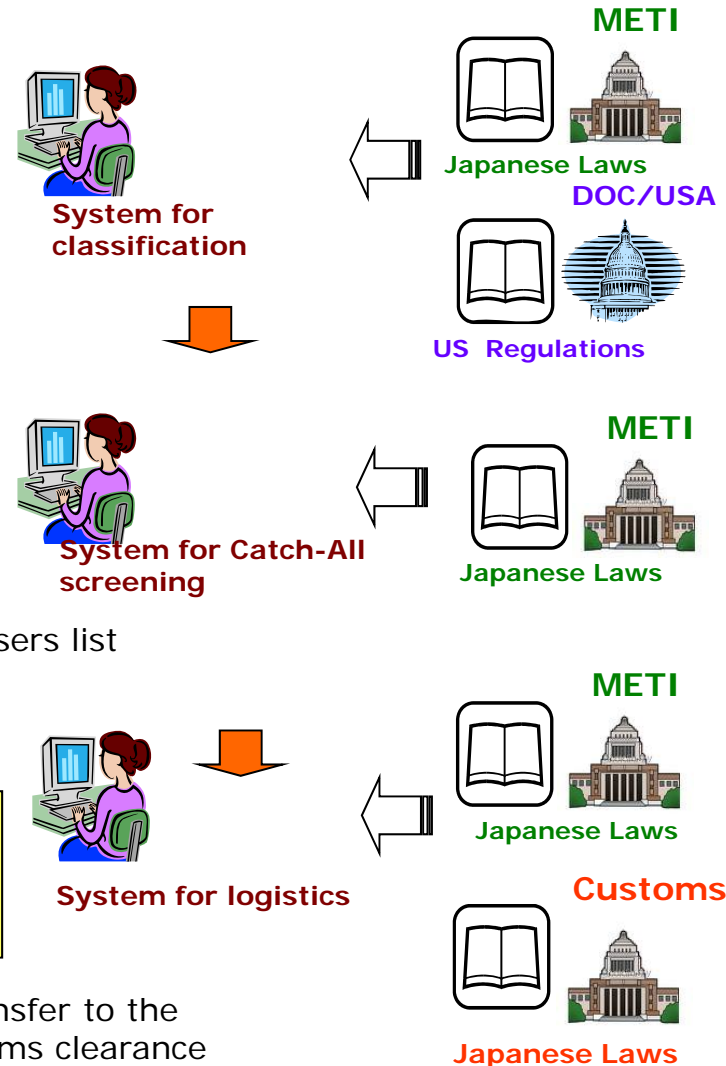 METI
Japanese Laws
DOC/USA
System for
classification
US Regulations
METI
System for Catch-All
screening
Japanese Laws
sers list
METI
Japanese Laws
System for logistics
Customs
nsfer to the
ms clearance
Japanese Laws